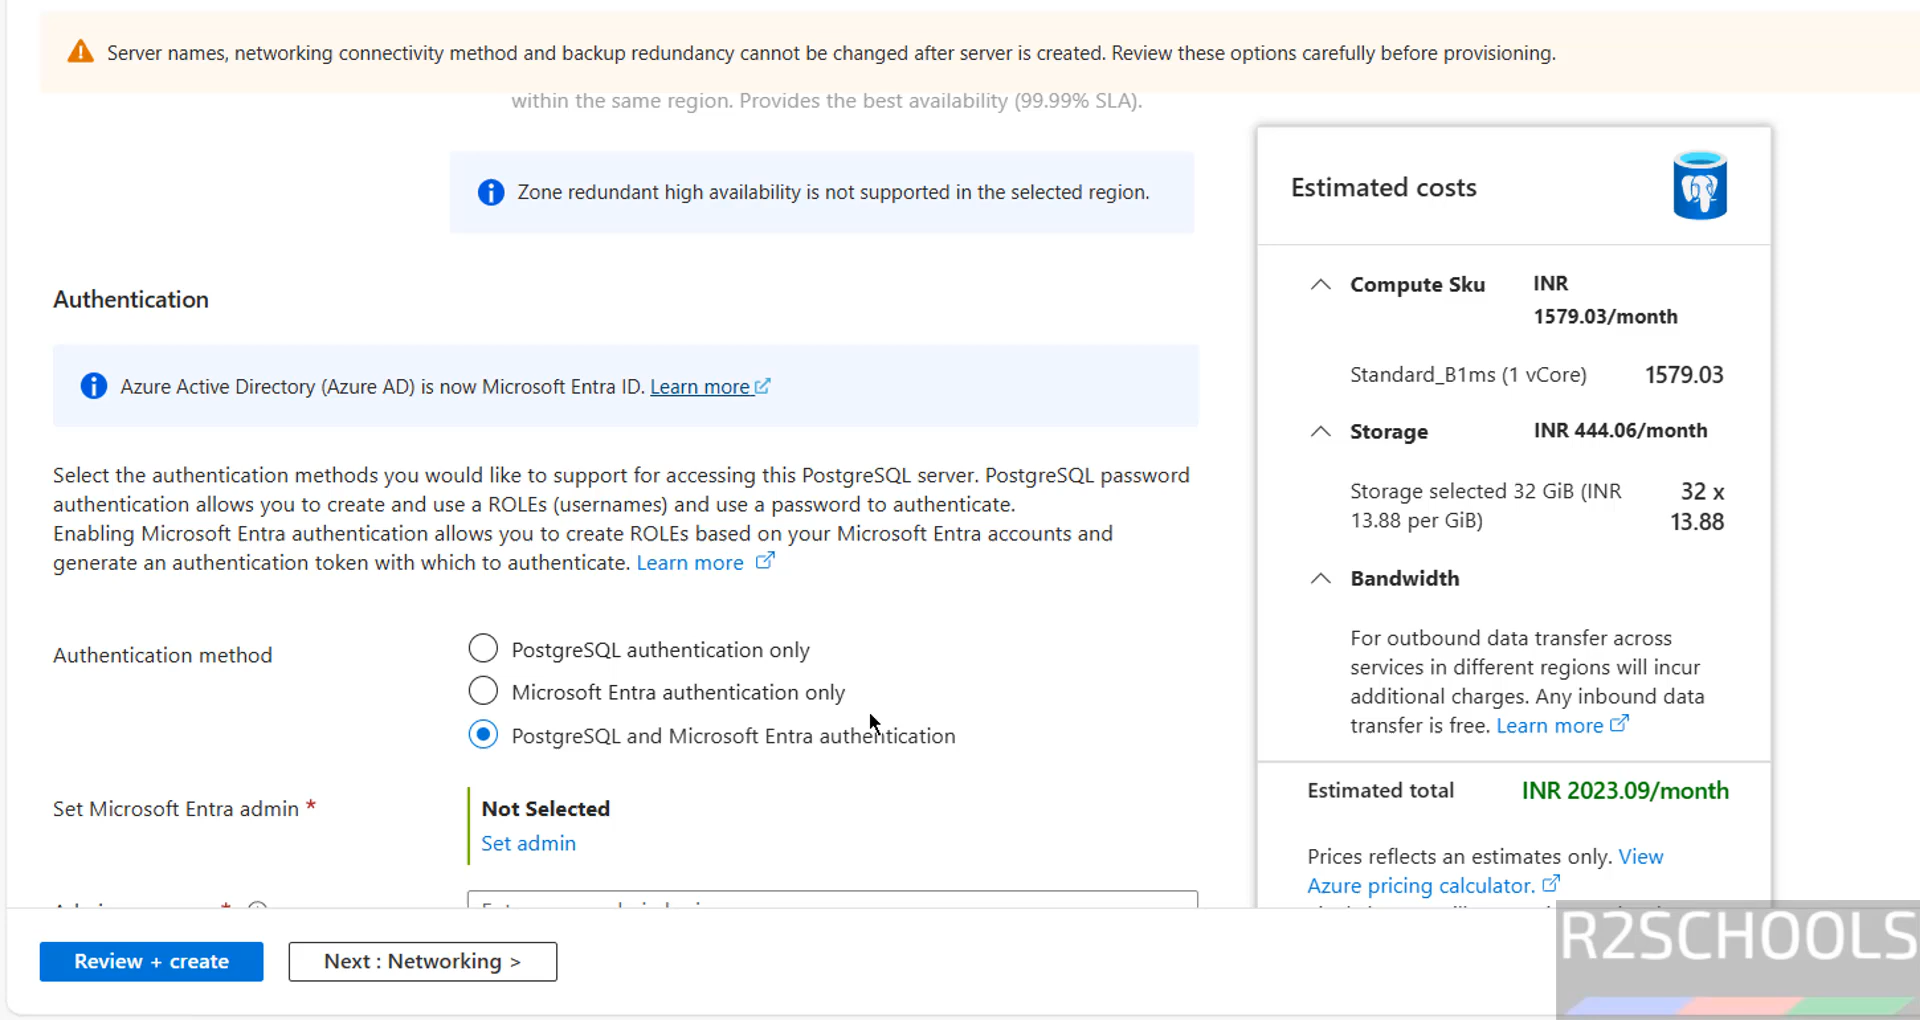 Server names, networking connectivity method and backup redundancy cannot be changed after server is created. Review these options carefully before provisioning.
within the same region. Provides the best availability (99.99% SLA).
Zone redundant high availability is not supported in the selected region.
Authentication
Azure Active Directory (Azure AD) is now Microsoft Entra ID. Learn more
Select the authentication methods you would like to support for accessing this PostgreSQL server. PostgreSQL password
authentication allows you to create and use a ROLEs (usernames) and use a password to authenticate.
Enabling Microsoft Entra authentication allows you to create ROLEs based on your Microsoft Entra accounts and
generate an authentication token with which to authenticate. Learn more
Authentication method
PostgreSQL authentication only
Microsoft Entra authentication only
PostgreSQL and Microsoft Entra authentication
Set Microsoft Entra admin *
Not Selected
Set admin
Review + create
Next : Networking >
Estimated costs
Compute Sku INR
1579.03/month
Standard_B1ms (1 vCore) 1579.03
Storage INR 444.06/month
Storage selected 32 GiB (INR 32 x
13.88 per GiB) 13.88
Bandwidth
For outbound data transfer across
services in different regions will incur
additional charges. Any inbound data
transfer is free. Learn more
Estimated total INR 2023.09/month
Prices reflects an estimates only. View
Azure pricing calculator.
R2SCHOOLS